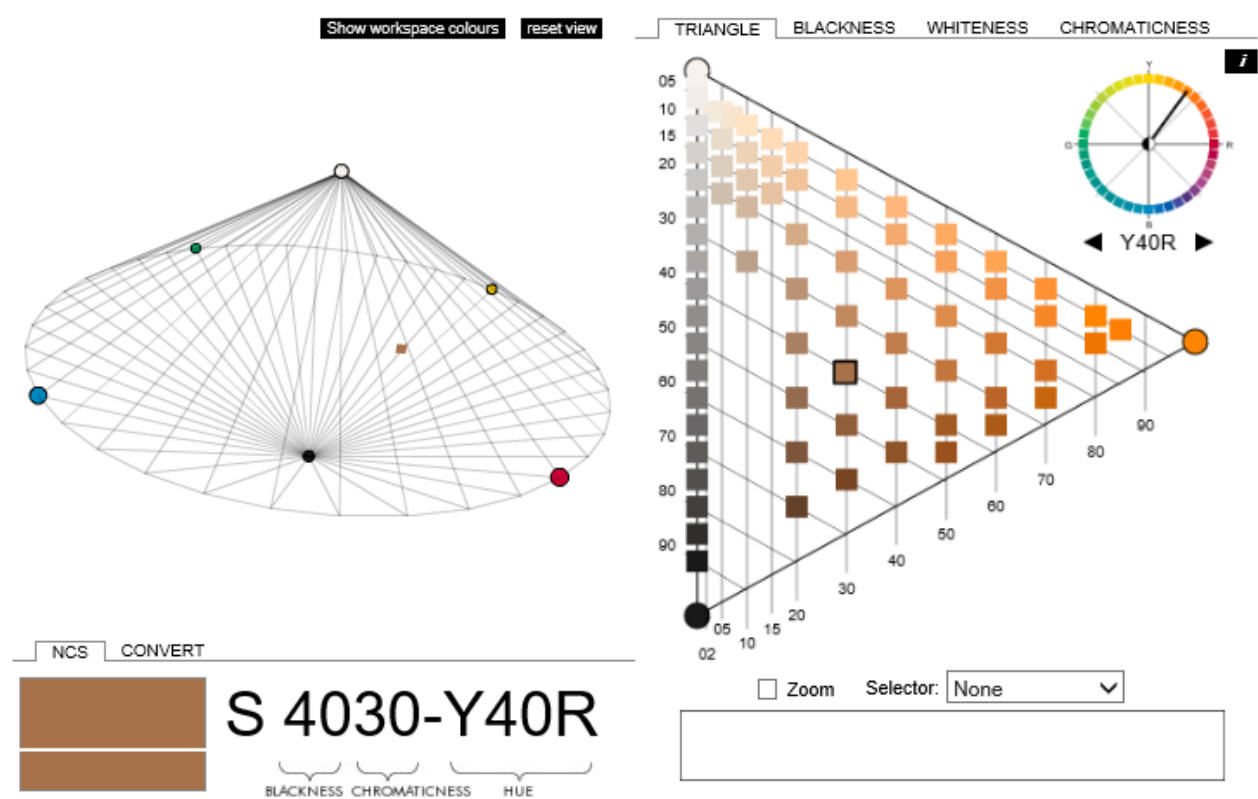 Show workspace colours reset view
TRIANGLE BLACKNESS WHITENESS CHROMATICNESS
i
Y
G R
B
Y40R
05
10
15
20
30
40
50
60
70
80
90
90
80
70
60
50
40
30
20
15
10
05
02
NCS CONVERT
S 4030-Y40R
BLACKNESS CHROMATICNESS HUE
Zoom Selector: None